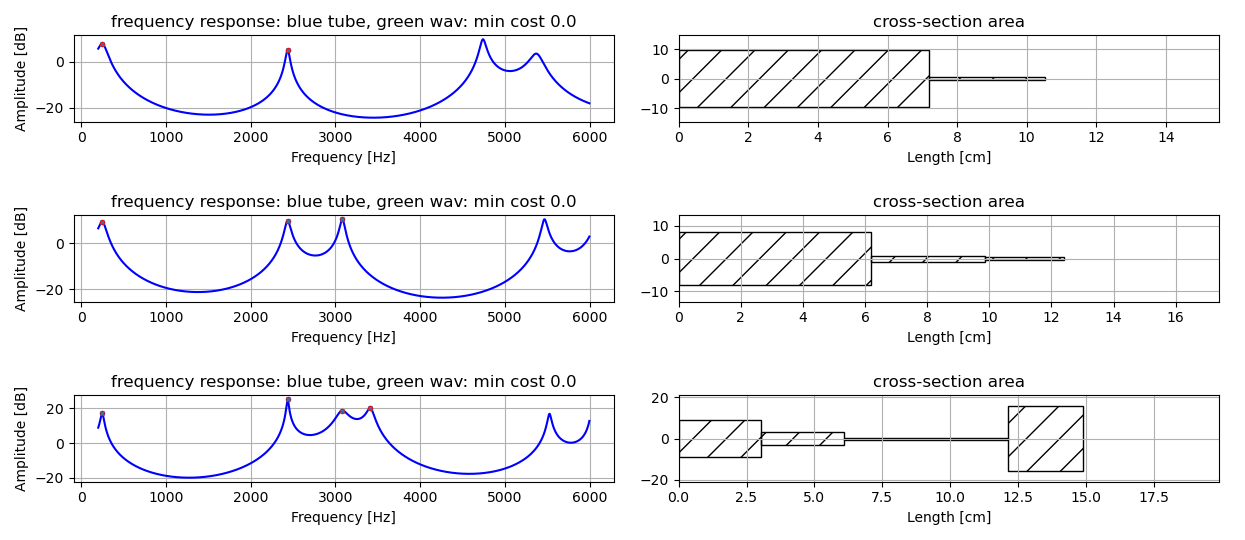 frequency response: blue tube, green wav: min cost 0.0
Amplitude [dB]
0
−20
0 1000 2000 3000 4000 5000 6000
Frequency [Hz]
cross-section area
10
0
−10
0 2 4 6 8 10 12 14
Length [cm]
frequency response: blue tube, green wav: min cost 0.0
Amplitude [dB]
0
−20
0 1000 2000 3000 4000 5000 6000
Frequency [Hz]
cross-section area
10
0
−10
0 2 4 6 8 10 12 14 16
Length [cm]
frequency response: blue tube, green wav: min cost 0.0
Amplitude [dB]
20
0
−20
0 1000 2000 3000 4000 5000 6000
Frequency [Hz]
cross-section area
20
0
−20
0.0 2.5 5.0 7.5 10.0 12.5 15.0 17.5
Length [cm]